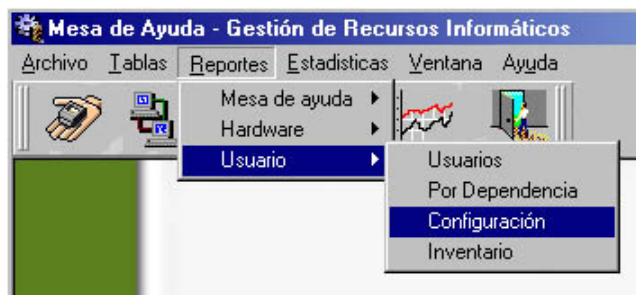 Mesa de Ayuda - Gestión de Recursos Informáticos
Archivo Tablas Reportes Estadisticas Ventana Ayuda
Mesa de ayuda
Hardware
Usuario
Usuarios
Por Dependencia
Configuración
Inventario